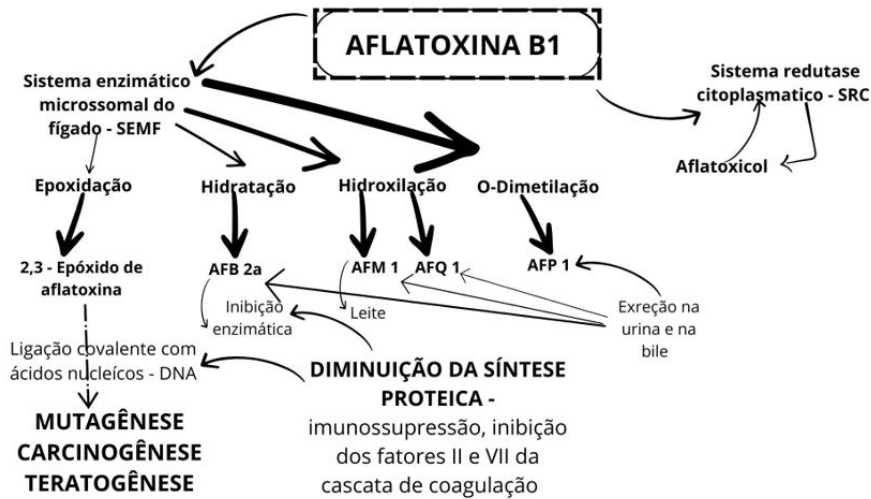 AFLATOXINA B1
Sistema enzimático
microssomal do
fígado - SEMF
Sistema redutase
citoplasmatico - SRC
Aflatoxicol
Epoxidação
Hidratação
Hidroxilação
O-Dimetilação
2,3 - Epóxido de
aflatoxina
AFB 2a
AFM 1
AFQ 1
AFP 1
Inibição
enzimática
Leite
Exreção na
urina e na
bile
Ligação covalente com
ácidos nucleícos - DNA
DIMINUIÇÃO DA SÍNTESE
PROTEICA -
imunossupressão, inibição
dos fatores II e VII da
cascata de coagulação
MUTAGÊNESE
CARCINOGÊNESE
TERATOGÊNESE